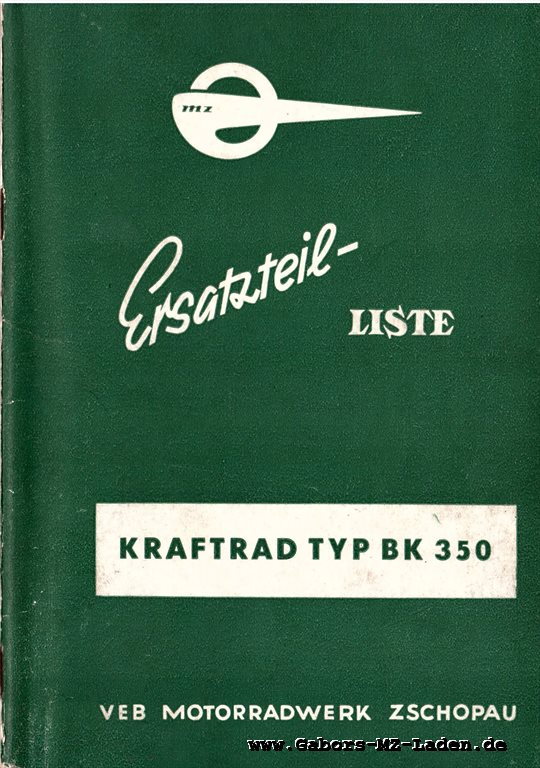 mz
Ersatzteil-
LISTE
KRAFTRAD TYP BK 350
VEB MOTORRADWERK ZSCHOPAU
www.Gabors-MZ-Laden.de